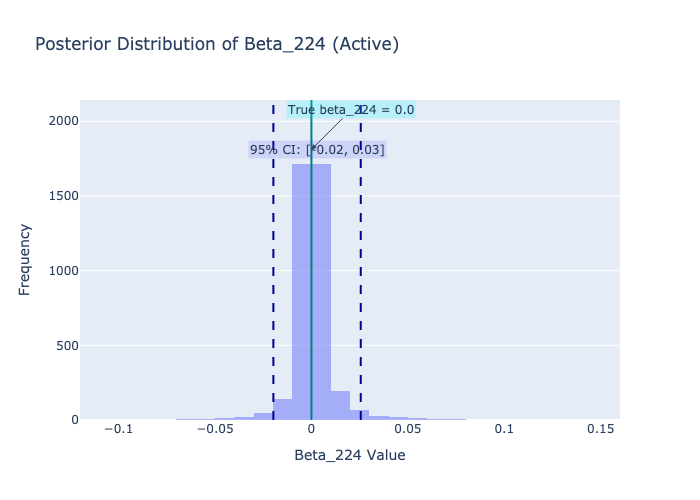 Posterior Distribution of Beta_224 (Active)
True beta_224 = 0.0
95% CI: [-0.02, 0.03]
2000
1500
1000
500
0
Frequency
−0.1
−0.05
0
0.05
0.1
0.15
Beta_224 Value